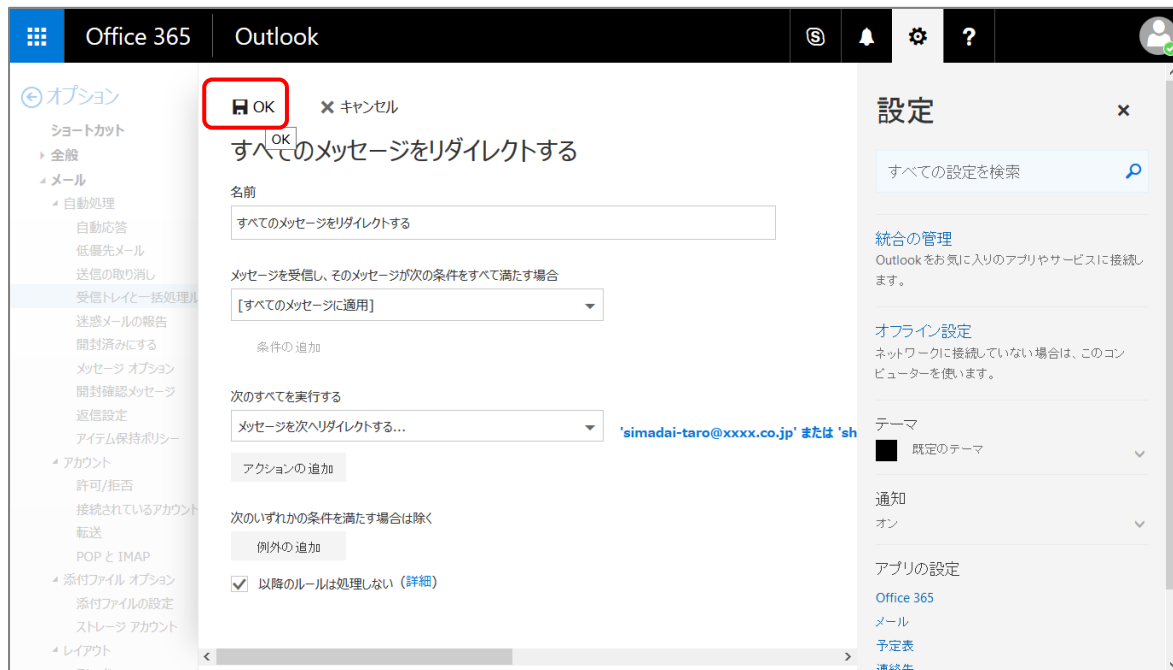 Office 365
Outlook
オプション
ショートカット
全般
メール
自動処理
自動応答
低優先メール
送信の取り消し
受信トレイと一括処理ル
迷惑メールの報告
開封済みにする
メッセージ オプション
開封確認メッセージ
返信設定
アイテム保持ポリシー
アカウント
許可/拒否
接続されているアカウント
転送
POP と IMAP
添付ファイル オプション
添付ファイルの設定
ストレージ アカウント
レイアウト
OK
キャンセル
OK
すべてのメッセージをリダイレクトする
名前
すべてのメッセージをリダイレクトする
メッセージを受信し、そのメッセージが次の条件をすべて満たす場合
[すべてのメッセージに適用]
条件の追加
次のすべてを実行する
メッセージを次へリダイレクトする...
'simadai-taro@xxxx.co.jp' または 'sh
アクションの追加
次のいずれかの条件を満たす場合は除く
例外の追加
以降のルールは処理しない（詳細）
設定
すべての設定を検索
統合の管理
Outlook をお気に入りのアプリやサービスに接続し
ます。
オフライン設定
ネットワークに接続していない場合は、このコン
ピューターを使います。
テーマ
既定のテーマ
通知
オン
アプリの設定
Office 365
メール
予定表
連絡先